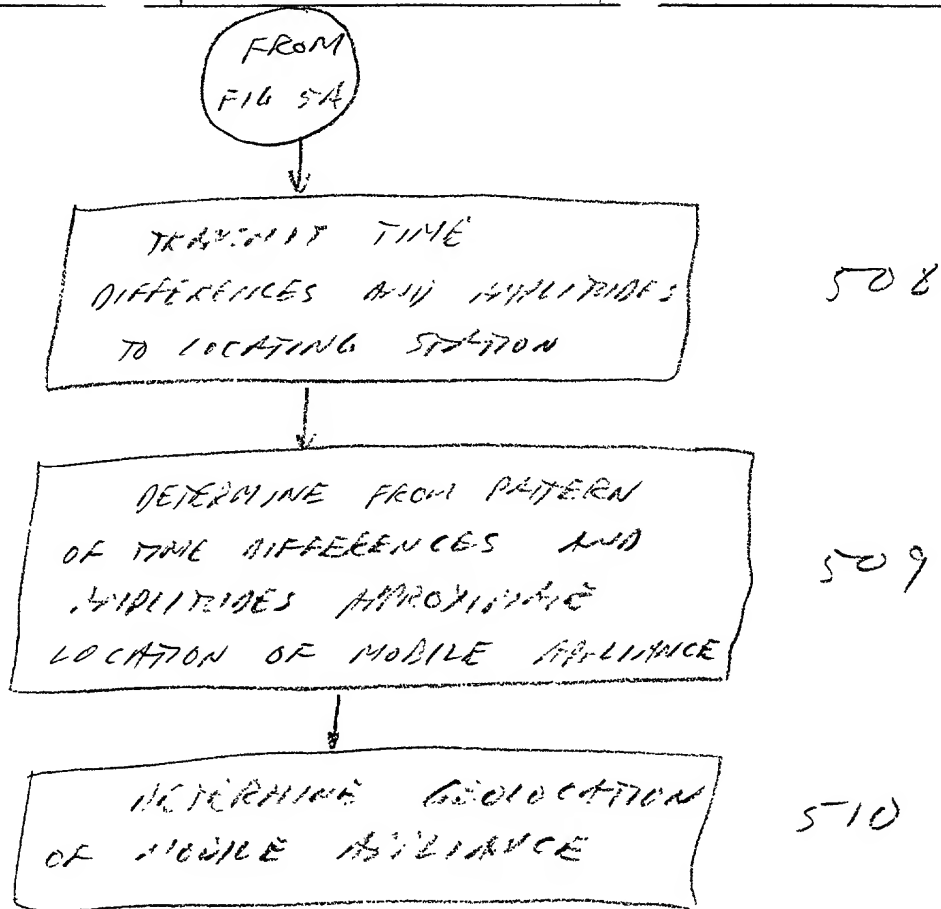 FROM
FIG 5A
TRANSMIT TIME
DIFFERENCES AND AMPLITUDES
TO LOCATING STATION
508
DETERMINE FROM PATTERN
OF TIME DIFFERENCES AND
AMPLITUDES APPROXIMATE
LOCATION OF MOBILE APPLIANCE
509
DETERMINE GEOLOCATION
OF MOBILE APPLIANCE
510